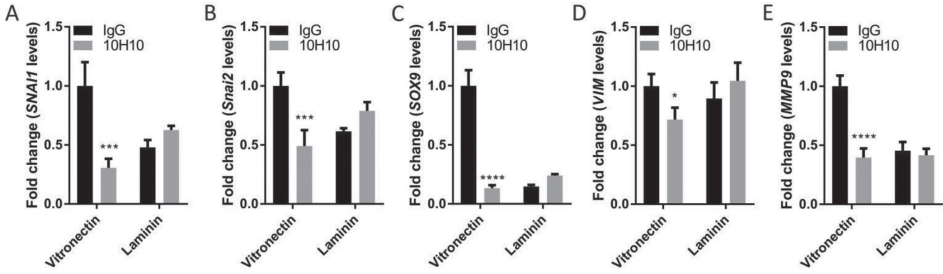 A
Fold change (SNAI1 levels)
IgG
10H10
1.5
1.0
0.5
0.0
***
Vitronectin
Laminin
B
Fold change (Snai2 levels)
IgG
10H10
1.5
1.0
0.5
0.0
***
Vitronectin
Laminin
C
Fold change (SOX9 levels)
IgG
10H10
1.5
1.0
0.5
0.0
****
Vitronectin
Laminin
D
Fold change (VIM levels)
IgG
10H10
1.5
1.0
0.5
0.0
*
Vitronectin
Laminin
E
Fold change (MMP9 levels)
IgG
10H10
1.5
1.0
0.5
0.0
****
Vitronectin
Laminin